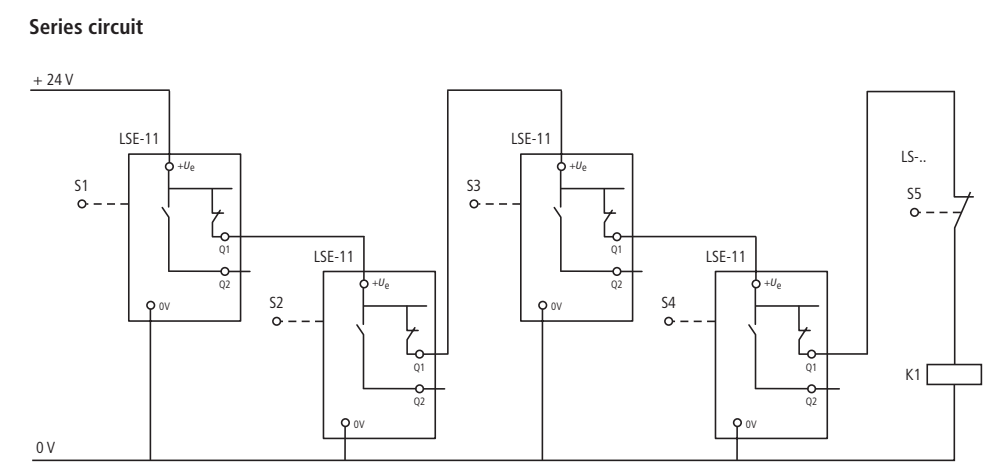 Series circuit
+ 24 V
LSE-11
+Ue
S1
Q1
Q2
0V
LSE-11
+Ue
S2
Q1
Q2
0V
LSE-11
+Ue
S3
Q1
Q2
0V
LSE-11
+Ue
S4
Q1
Q2
0V
LS-..
S5
K1
0 V